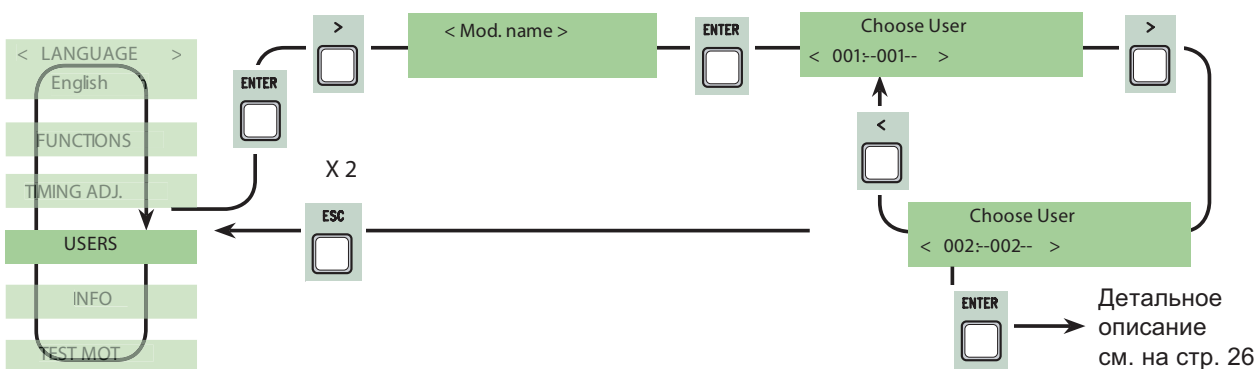 < LANGUAGE >
English
FUNCTIONS
TIMING ADJ.
USERS
INFO
TEST MOT
ENTER
>
< Mod. name >
ENTER
Choose User
< 001:--001-- >
>
<
Choose User
< 002:--002-- >
X 2
ESC
ENTER
Детальное
описание
см. на стр. 26